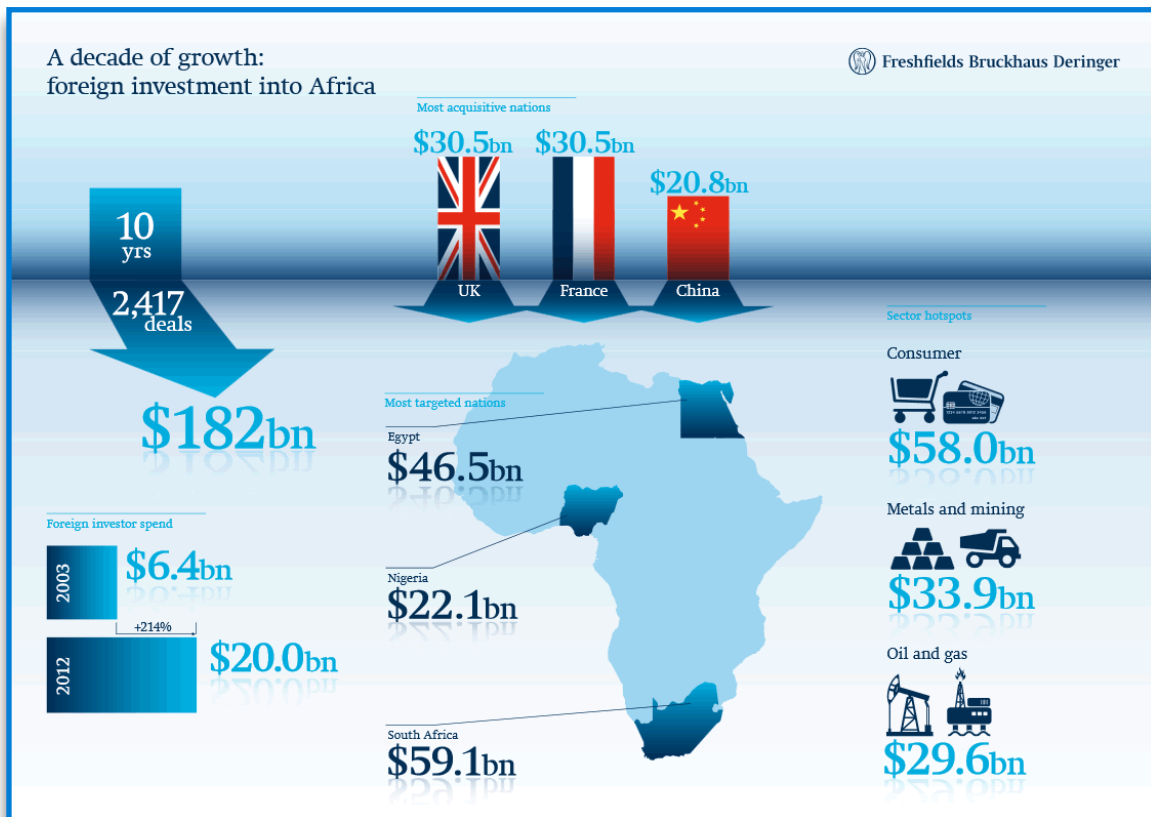 A decade of growth:
foreign investment into Africa
Freshfields Bruckhaus Deringer
Most acquisitive nations
$30.5bn
$30.5bn
$20.8bn
UK
France
China
10
yrs
2,417
deals
$182bn
Foreign investor spend
2003
$6.4bn
+214%
2012
$20.0bn
Most targeted nations
Egypt
$46.5bn
Nigeria
$22.1bn
South Africa
$59.1bn
Sector hotspots
Consumer
$58.0bn
Metals and mining
$33.9bn
Oil and gas
$29.6bn